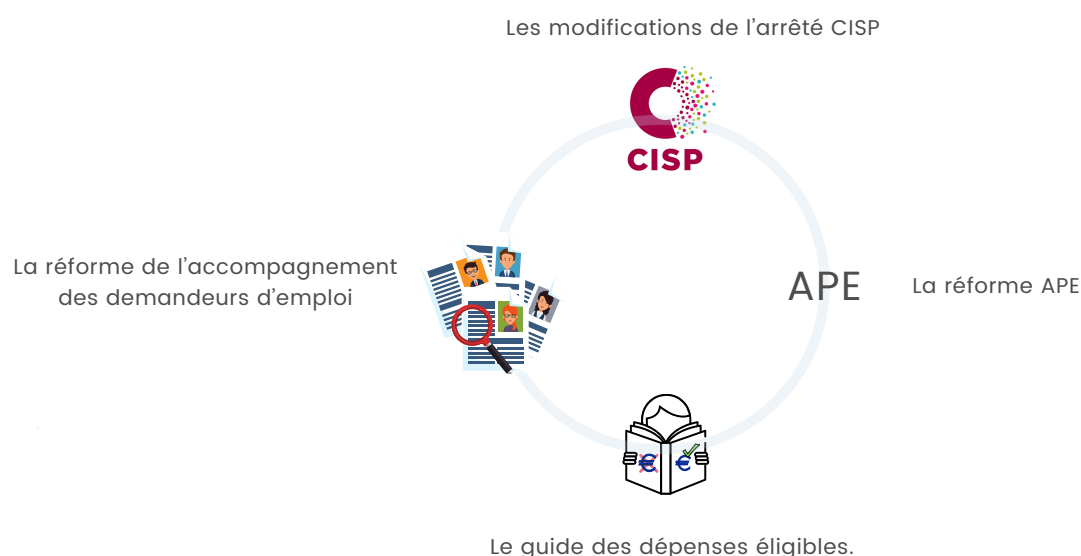 Les modifications de l'arrêté CISP
CISP
La réforme de l'accompagnement
des demandeurs d'emploi
APE
La réforme APE
€ €
Le guide des dépenses éligibles.